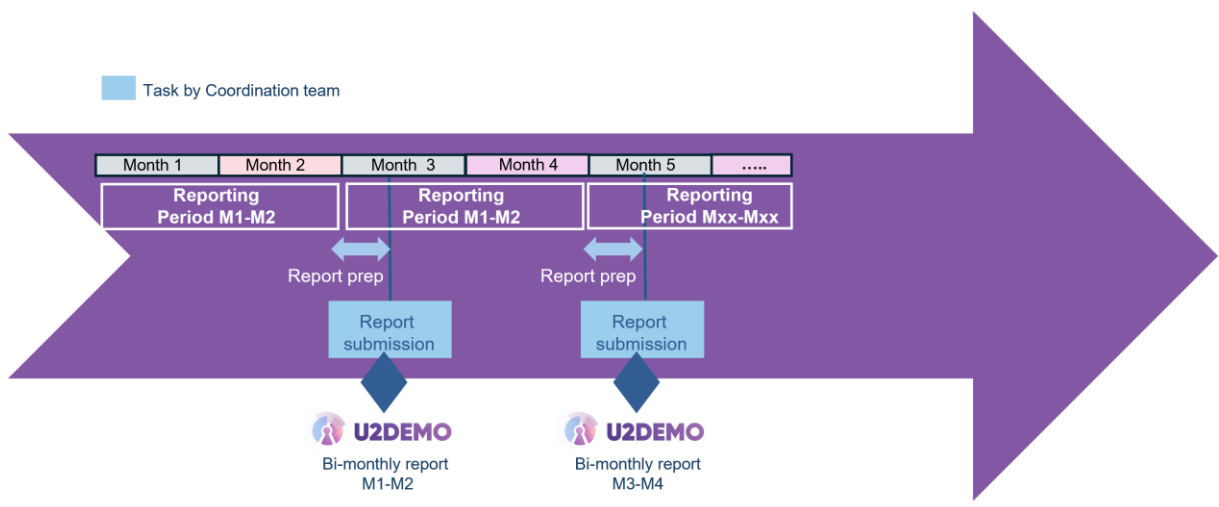 Task by Coordination team
Month 1 Month 2 Month 3 Month 4 Month 5 .....
Reporting
Period M1-M2
Reporting
Period M1-M2
Reporting
Period Mxx-Mxx
Report prep
Report prep
Report
submission
Report
submission
U2DEMO
U2DEMO
Bi-monthly report
M1-M2
Bi-monthly report
M3-M4